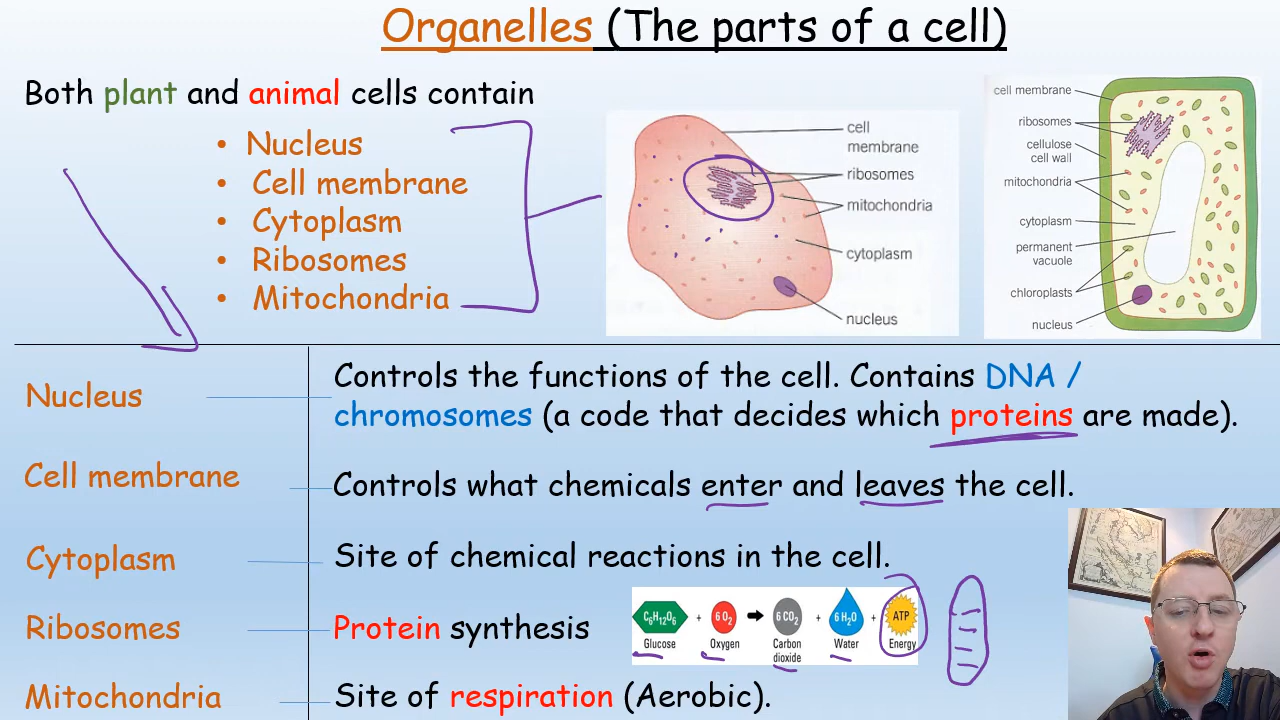 Organelles (The parts of a cell)
Both plant and animal cells contain
• Nucleus
• Cell membrane
• Cytoplasm
• Ribosomes
• Mitochondria
cell
membrane
ribosomes
mitochondria
cytoplasm
nucleus
cell membrane
ribosomes
cellulose
cell wall
mitochondria
cytoplasm
permanent
vacuole
chloroplasts
nucleus
Nucleus
Controls the functions of the cell. Contains DNA /
chromosomes (a code that decides which proteins are made).
Cell membrane
Controls what chemicals enter and leaves the cell.
Cytoplasm
Site of chemical reactions in the cell.
Ribosomes
Protein synthesis
C6H12O6 + 6 O2 → 6 CO2 + 6 H2O + ATP
Glucose Oxygen Carbon dioxide Water Energy
Mitochondria
Site of respiration (Aerobic).